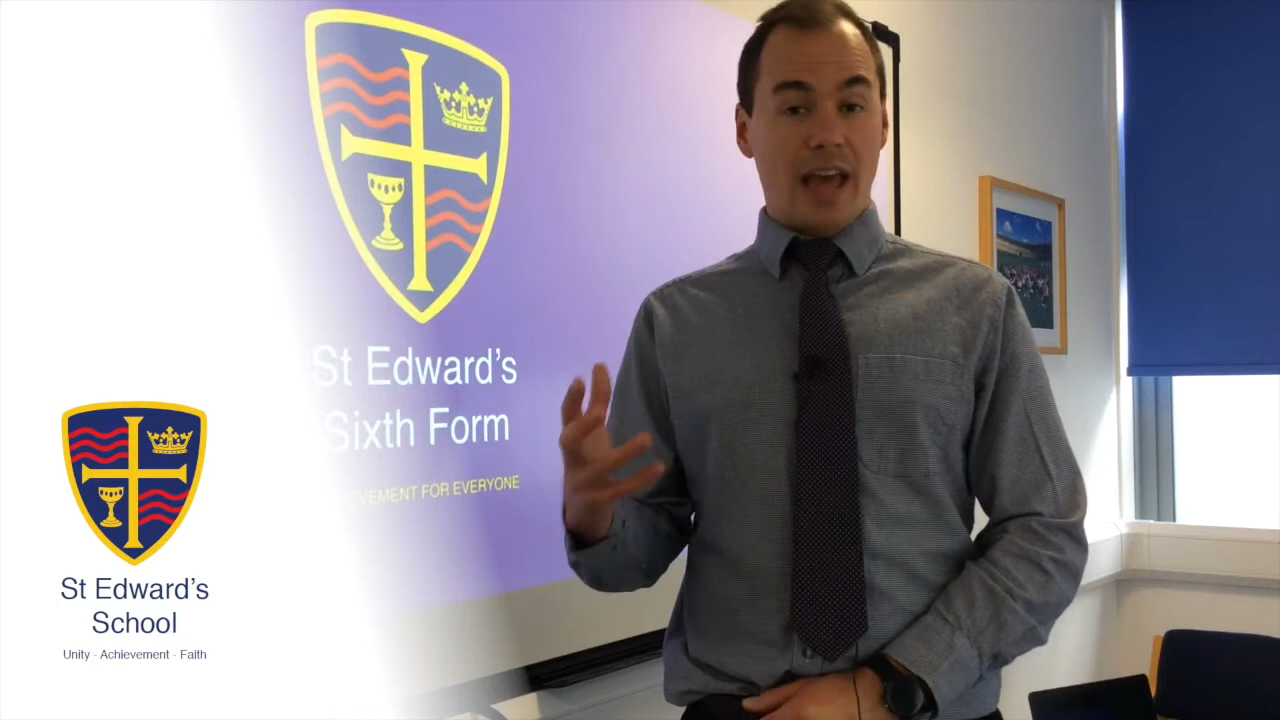 St Edward's
Sixth Form
VEMENT FOR EVERYONE
St Edward's
School
Unity - Achievement - Faith